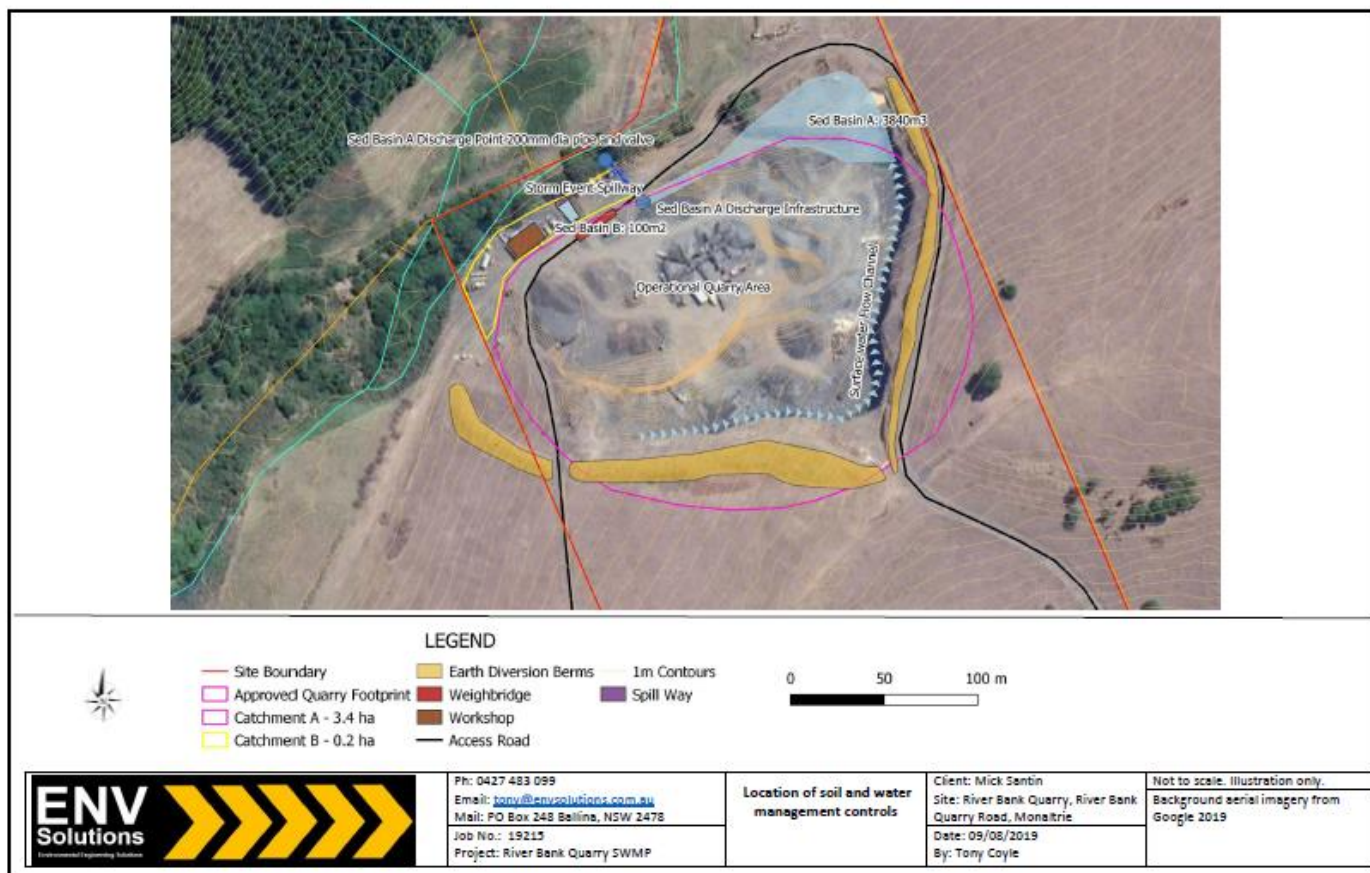 Sed Basin A: 3840m3
Sed Basin A Discharge Point-200mm dia pipe and valve
Storm Event Spillway
Sed Basin A Discharge Infrastructure
Sed Basin B: 100m2
Operational Quarry Area
Surface water Flow Channel
LEGEND
Site Boundary
Approved Quarry Footprint
Catchment A - 3.4 ha
Catchment B - 0.2 ha
Earth Diversion Berms
Weighbridge
Workshop
Access Road
1m Contours
Spill Way
0 50 100 m
ENV
Solutions
Environmental Engineering Solutions
Ph: 0427 483 099
Email: tony@envsolutions.com.au
Mail: PO Box 248 Ballina, NSW 2478
Job No.: 19215
Project: River Bank Quarry SWMP
Location of soil and water
management controls
Client: Mick Santin
Site: River Bank Quarry, River Bank
Quarry Road, Monaltrie
Date: 09/08/2019
By: Tony Coyle
Not to scale. Illustration only.
Background aerial imagery from
Google 2019